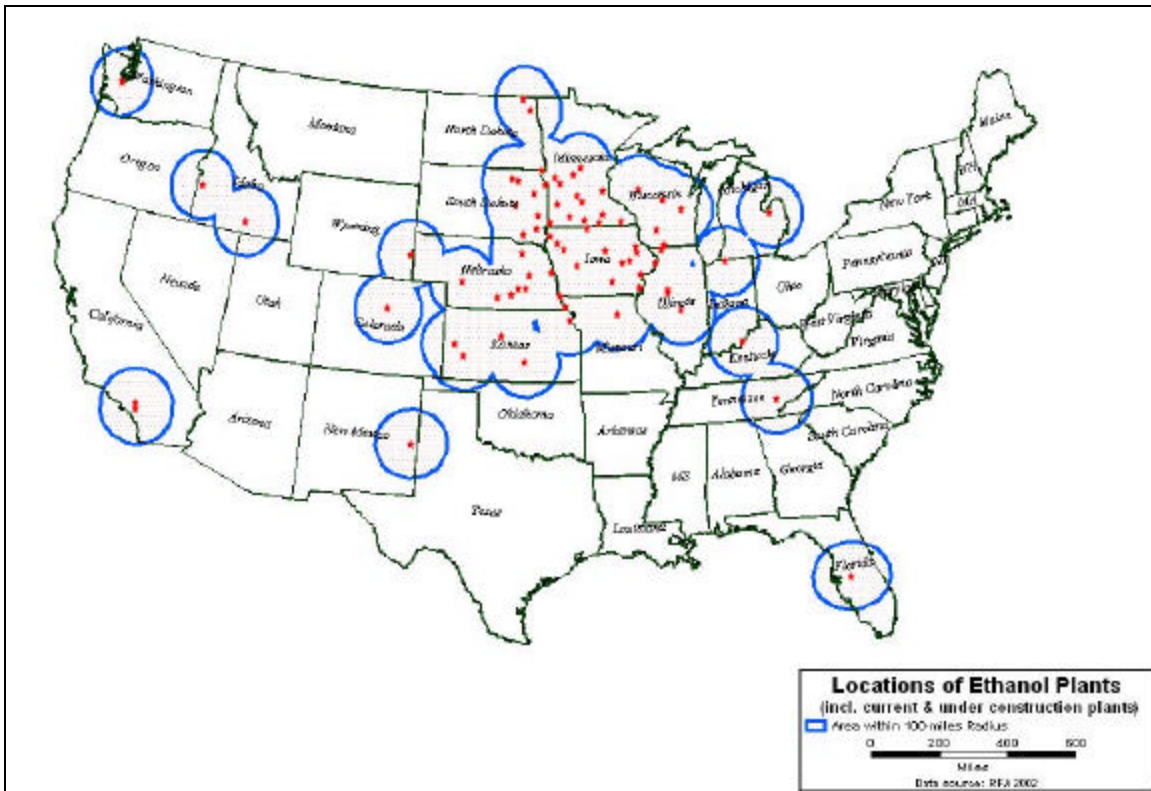 Washington
Montana
North Dakota
Minnesota
Maine
Oregon
Idaho
South Dakota
Wisconsin
Michigan
New York
NH
MA
Wyoming
Nebraska
Iowa
Pennsylvania
Nevada
Utah
Colorado
Illinois
Indiana
Ohio
Maryland
West Virginia
Virginia
California
Kansas
Missouri
Kentucky
Arizona
New Mexico
Oklahoma
Arkansas
Tennessee
North Carolina
South Carolina
MS
Alabama
Georgia
Texas
Louisiana
Florida
Locations of Ethanol Plants
(incl. current & under construction plants)
Area within 100-miles Radius
0 200 400 600
Miles
Data source: RFA 2002